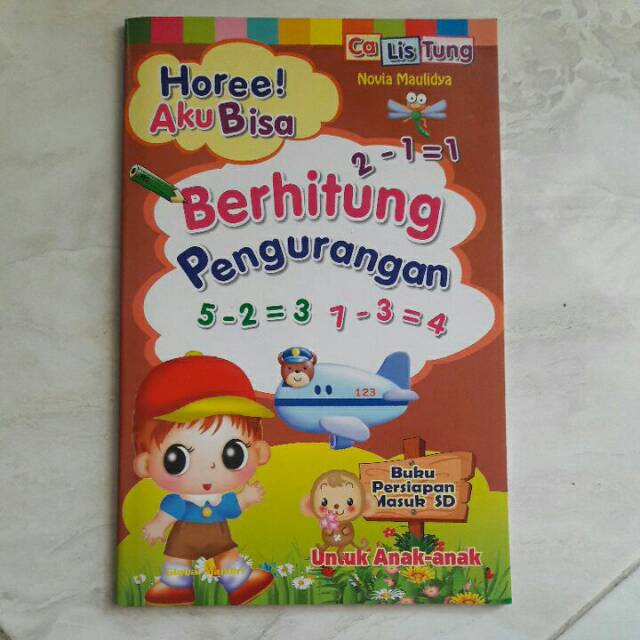 Ca Lis Tung
Novia Maulidya
Horee!
Aku Bisa
2 - 1 = 1
Berhitung
Pengurangan
5 - 2 = 3
7 - 3 = 4
123
Buku
Persiapan
Masuk SD
Untuk Anak-anak